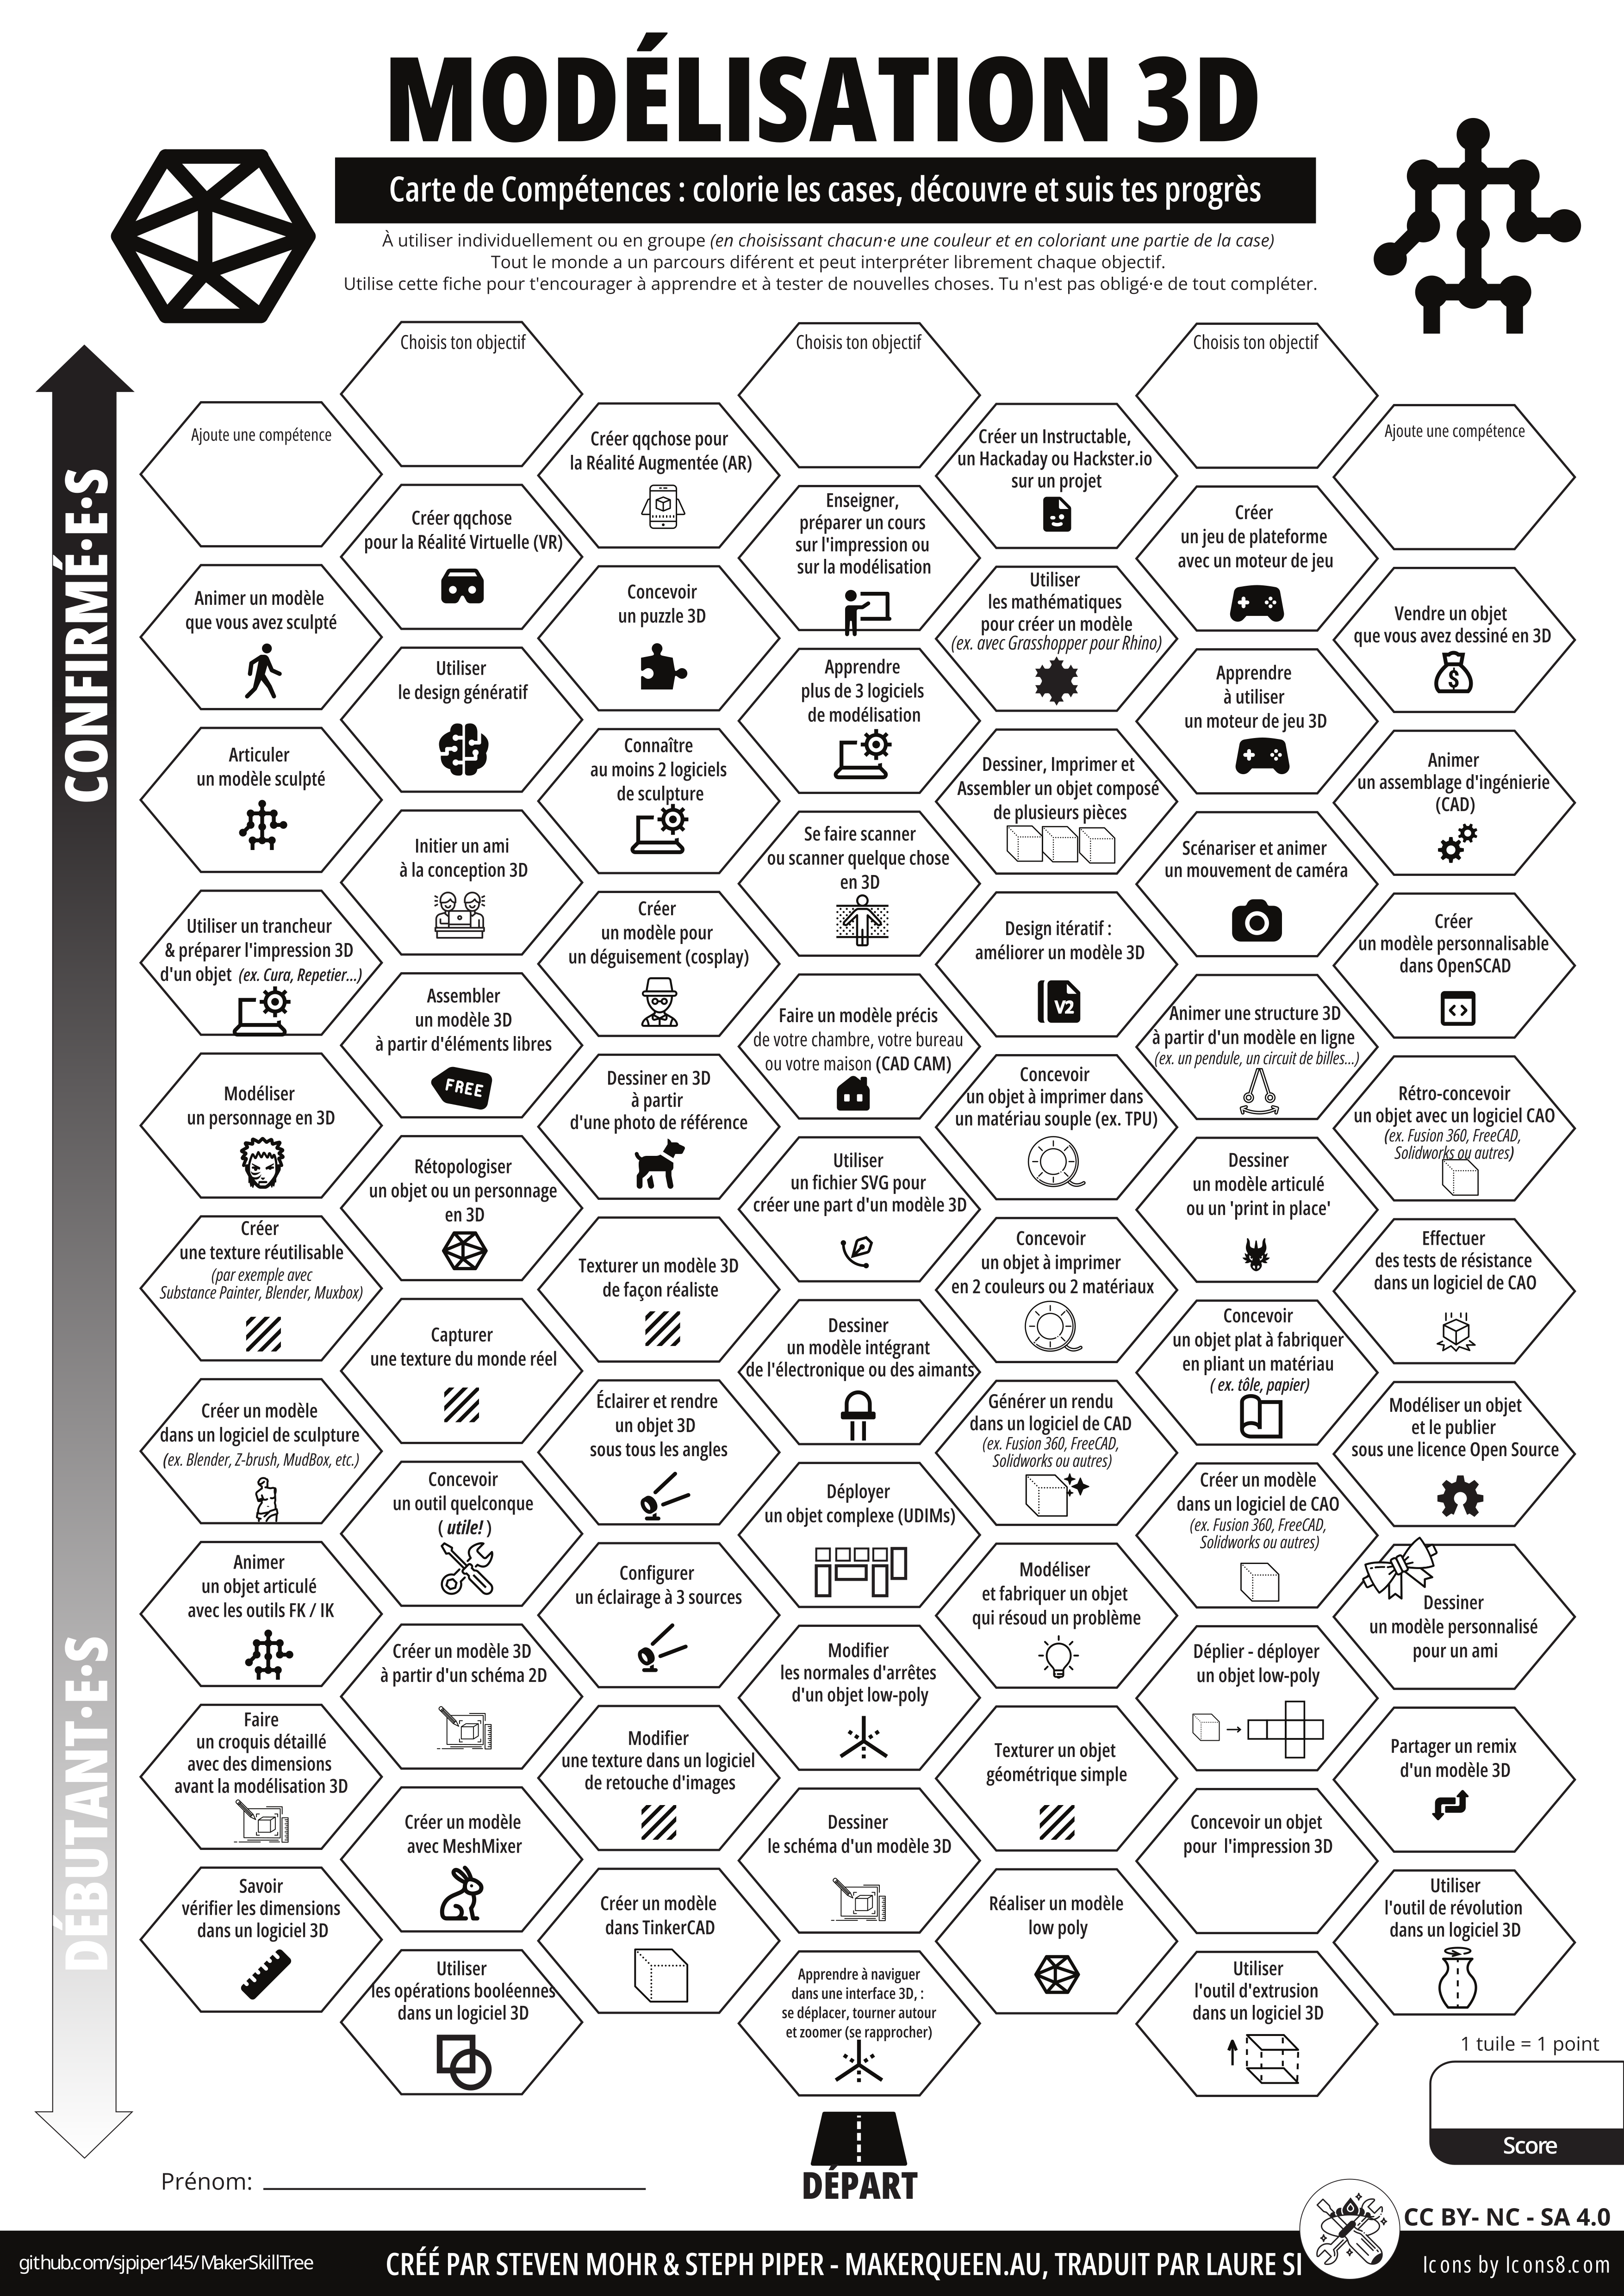 MODÉLISATION 3D
Carte de Compétences : colorie les cases, découvre et suis tes progrès
À utiliser individuellement ou en groupe (en choisissant chacun·e une couleur et en coloriant une partie de la case)
Tout le monde a un parcours diférent et peut interpréter librement chaque objectif.
Utilise cette fiche pour t'encourager à apprendre et à tester de nouvelles choses. Tu n'est pas obligé·e de tout compléter.
CONFIRMÉ·E·S
DÉBUTANT·E·S
Ajoute une compétence
Animer un modèle
que vous avez sculpté
Articuler
un modèle sculpté
Utiliser un trancheur
& préparer l'impression 3D
d'un objet (ex. Cura, Repetier...)
Modéliser
un personnage en 3D
Créer
une texture réutilisable
(par exemple avec
Substance Painter, Blender, Muxbox)
Créer un modèle
dans un logiciel de sculpture
(ex. Blender, Z-brush, MudBox, etc.)
Animer
un objet articulé
avec les outils FK / IK
Faire
un croquis détaillé
avec des dimensions
avant la modélisation 3D
Savoir
vérifier les dimensions
dans un logiciel 3D
Choisis ton objectif
Créer qqchose
pour la Réalité Virtuelle (VR)
Utiliser
le design génératif
Initier un ami
à la conception 3D
Assembler
un modèle 3D
à partir d'éléments libres
FREE
Rétopologiser
un objet ou un personnage
en 3D
Capturer
une texture du monde réel
Concevoir
un outil quelconque
( utile! )
Créer un modèle 3D
à partir d'un schéma 2D
Créer un modèle
avec MeshMixer
Utiliser
les opérations booléennes
dans un logiciel 3D
Créer qqchose pour
la Réalité Augmentée (AR)
Concevoir
un puzzle 3D
Connaître
au moins 2 logiciels
de sculpture
Créer
un modèle pour
un déguisement (cosplay)
Dessiner en 3D
à partir
d'une photo de référence
Texturer un modèle 3D
de façon réaliste
Éclairer et rendre
un objet 3D
sous tous les angles
Configurer
un éclairage à 3 sources
Modifier
une texture dans un logiciel
de retouche d'images
Créer un modèle
dans TinkerCAD
Choisis ton objectif
Enseigner,
préparer un cours
sur l'impression ou
sur la modélisation
Apprendre
plus de 3 logiciels
de modélisation
Se faire scanner
ou scanner quelque chose
en 3D
Faire un modèle précis
de votre chambre, votre bureau
ou votre maison (CAD CAM)
Utiliser
un fichier SVG pour
créer une part d'un modèle 3D
Dessiner
un modèle intégrant
de l'électronique ou des aimants
Déployer
un objet complexe (UDIMs)
Modifier
les normales d'arrêtes
d'un objet low-poly
Dessiner
le schéma d'un modèle 3D
Apprendre à naviguer
dans une interface 3D, :
se déplacer, tourner autour
et zoomer (se rapprocher)
Créer un Instructable,
un Hackaday ou Hackster.io
sur un projet
Utiliser
les mathématiques
pour créer un modèle
(ex. avec Grasshopper pour Rhino)
Dessiner, Imprimer et
Assembler un objet composé
de plusieurs pièces
Design itératif :
améliorer un modèle 3D
V2
Concevoir
un objet à imprimer dans
un matériau souple (ex. TPU)
Concevoir
un objet à imprimer
en 2 couleurs ou 2 matériaux
Générer un rendu
dans un logiciel de CAD
(ex. Fusion 360, FreeCAD,
Solidworks ou autres)
Modéliser
et fabriquer un objet
qui résoud un problème
Texturer un objet
géométrique simple
Réaliser un modèle
low poly
Choisis ton objectif
Créer
un jeu de plateforme
avec un moteur de jeu
Apprendre
à utiliser
un moteur de jeu 3D
Scénariser et animer
un mouvement de caméra
Animer une structure 3D
à partir d'un modèle en ligne
(ex. un pendule, un circuit de billes...)
Dessiner
un modèle articulé
ou un 'print in place'
Concevoir
un objet plat à fabriquer
en pliant un matériau
( ex. tôle, papier)
Créer un modèle
dans un logiciel de CAO
(ex. Fusion 360, FreeCAD,
Solidworks ou autres)
Déplier - déployer
un objet low-poly
Concevoir un objet
pour l'impression 3D
Utiliser
l'outil d'extrusion
dans un logiciel 3D
Ajoute une compétence
Vendre un objet
que vous avez dessiné en 3D
$
Animer
un assemblage d'ingénierie
(CAD)
Créer
un modèle personnalisable
dans OpenSCAD
Rétro-concevoir
un objet avec un logiciel CAO
(ex. Fusion 360, FreeCAD,
Solidworks ou autres)
Effectuer
des tests de résistance
dans un logiciel de CAO
Modéliser un objet
et le publier
sous une licence Open Source
Dessiner
un modèle personnalisé
pour un ami
Partager un remix
d'un modèle 3D
Utiliser
l'outil de révolution
dans un logiciel 3D
1 tuile = 1 point
Score
DÉPART
Prénom:
CC BY- NC - SA 4.0
github.com/sjpiper145/MakerSkillTree
CRÉÉ PAR STEVEN MOHR & STEPH PIPER - MAKERQUEEN.AU, TRADUIT PAR LAURE SI
Icons by Icons8.com